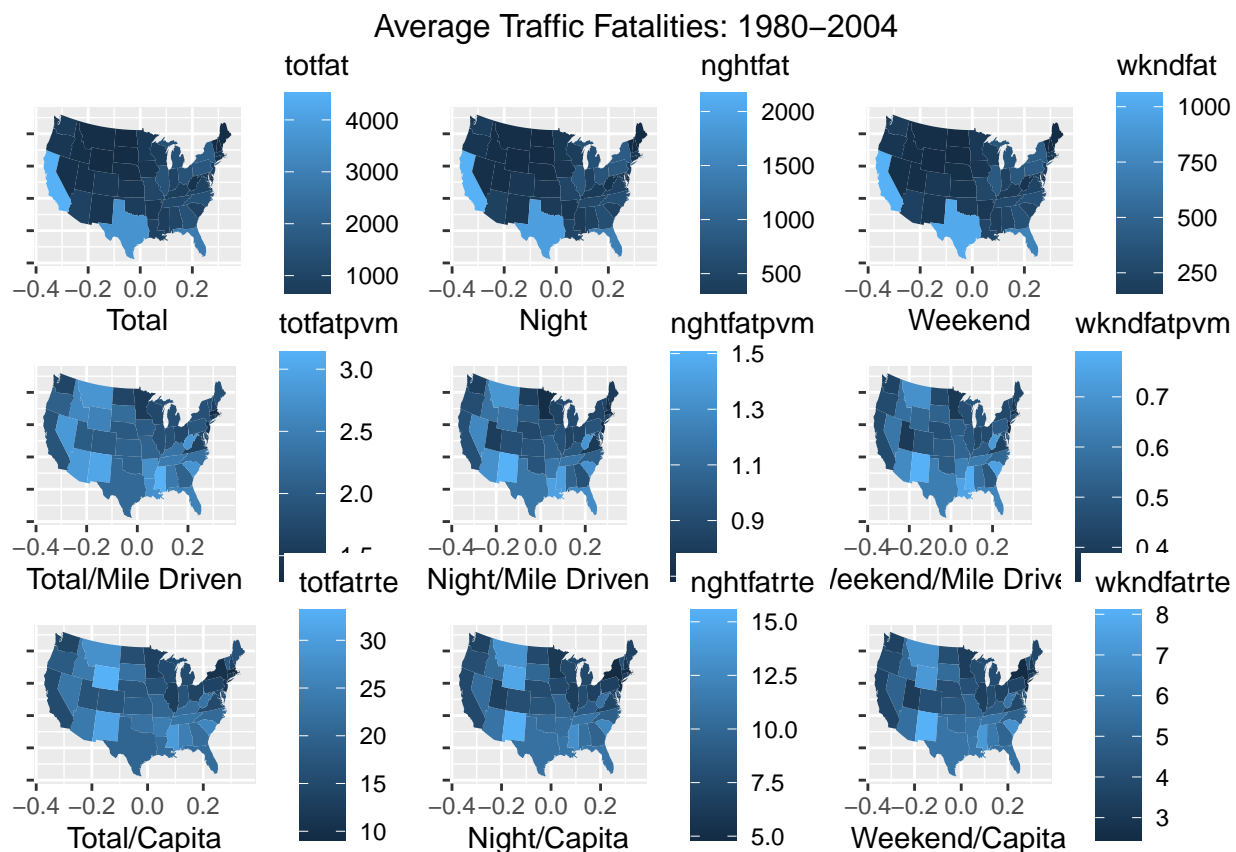 Average Traffic Fatalities: 1980−2004
totfat
4000
3000
2000
1000
−0.4 −0.2 0.0 0.2
Total
nghtfat
2000
1500
1000
500
−0.4 −0.2 0.0 0.2
Night
wkndfat
1000
750
500
250
−0.4 −0.2 0.0 0.2
Weekend
totfatpvm
3.0
2.5
2.0
−0.4 −0.2 0.0 0.2
Total/Mile Driven
nghtfatpvm
1.5
1.3
1.1
0.9
−0.4 −0.2 0.0 0.2
Night/Mile Driven
wkndfatpvm
0.7
0.6
0.5
0.4
−0.4 −0.2 0.0 0.2
/Mile
totfatrte
30
25
20
15
10
−0.4 −0.2 0.0 0.2
Total/Capita
nghtfatrte
15.0
12.5
10.0
7.5
5.0
−0.4 −0.2 0.0 0.2
Night/Capita
wkndfatrte
8
7
6
5
4
3
−0.4 −0.2 0.0 0.2
Weekend/Capita